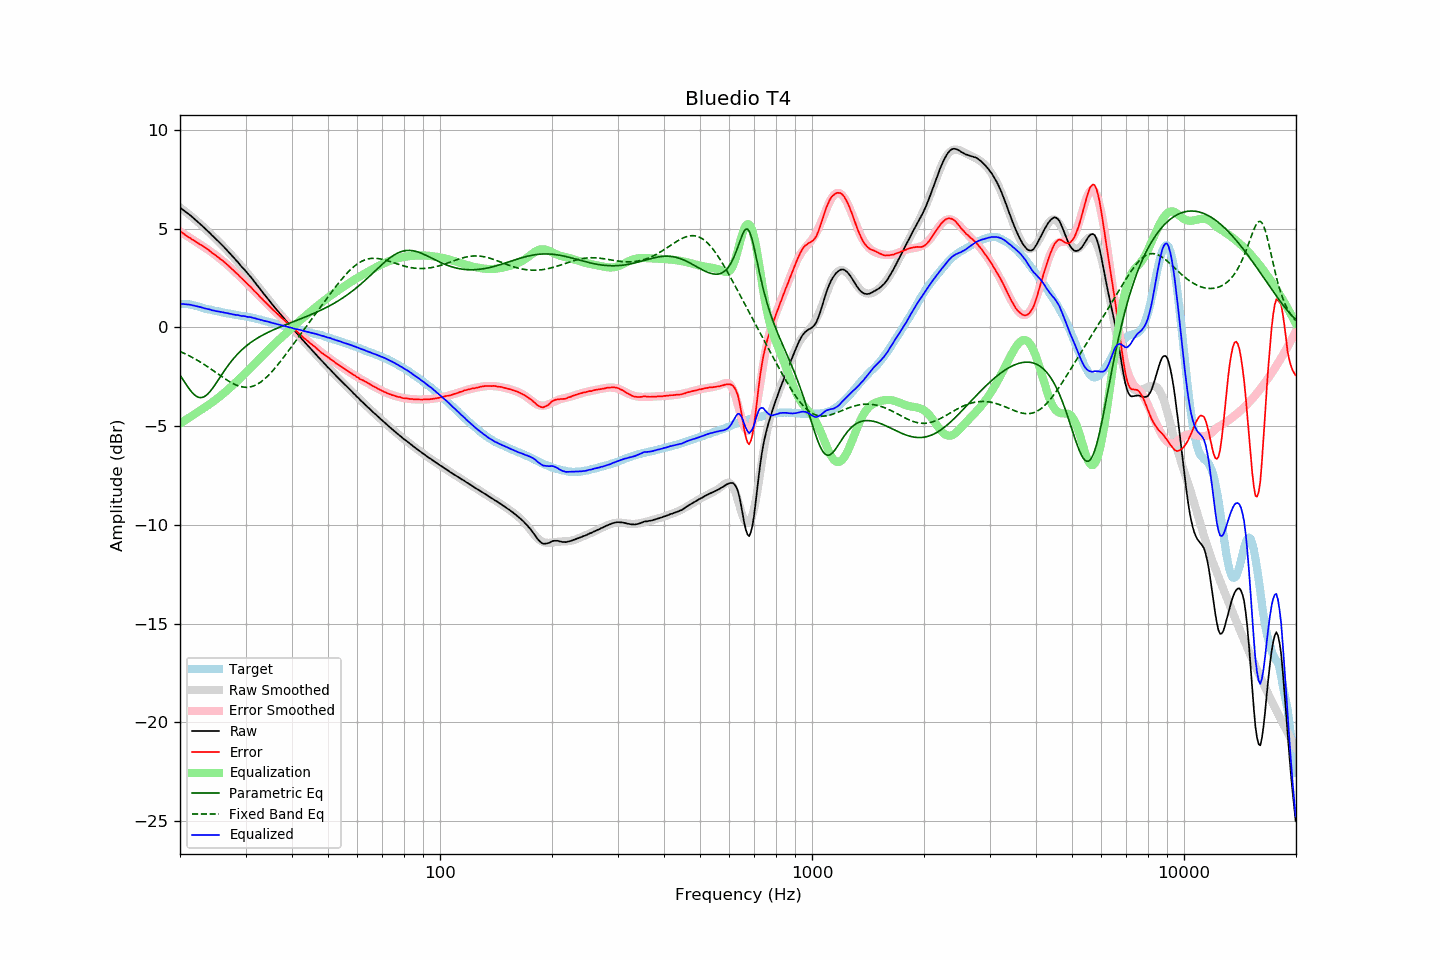 Bluedio T4
10
5
0
−5
−10
−15
−20
−25
Amplitude (dBr)
Target
Raw Smoothed
Error Smoothed
Raw
Error
Equalization
Parametric Eq
Fixed Band Eq
Equalized
100 1000 10000
Frequency (Hz)